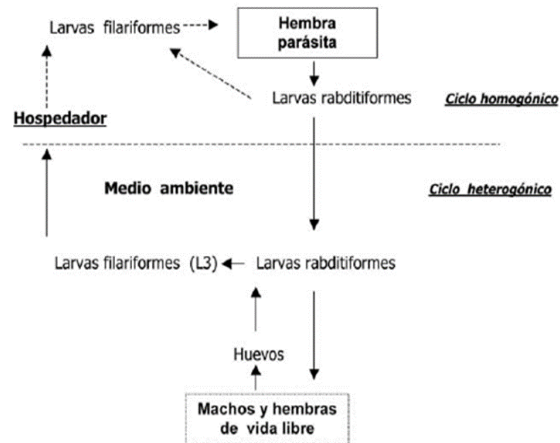 Larvas filariformes
Hembra
parásita
Larvas rabditiformes
Ciclo homogónico
Hospedador
Medio ambiente
Ciclo heterogónico
Larvas filariformes (L3)
Larvas rabditiformes
Huevos
Machos y hembras
de vida libre